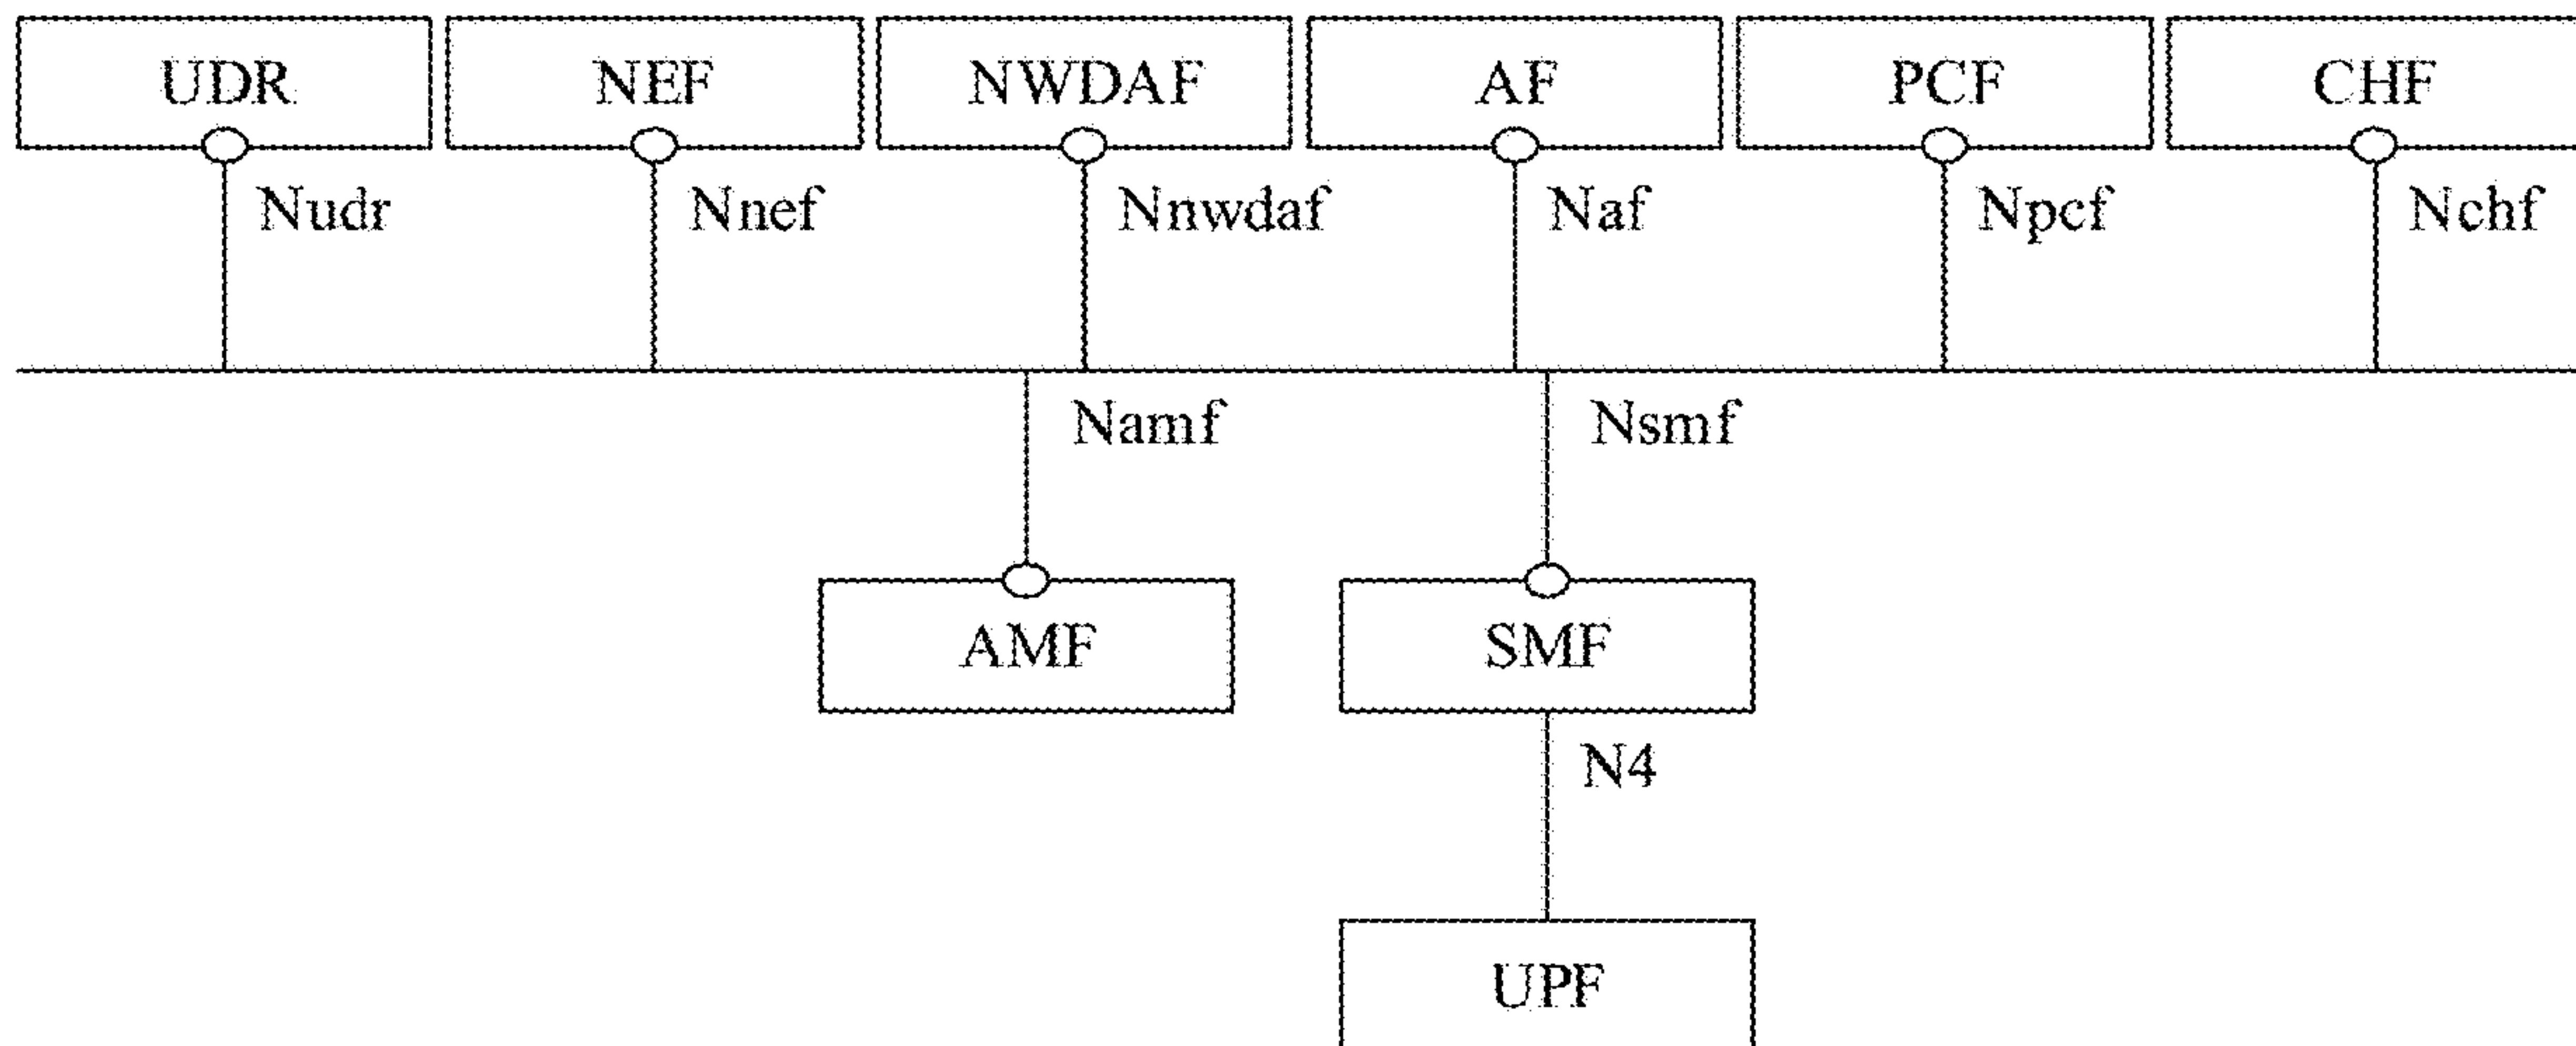 UDR NEF NWDAF AF PCF CHF
Nudr Nnef Nnwdaf Naf Npcf Nchf
Namf Nsmf
AMF SMF
N4
UPF